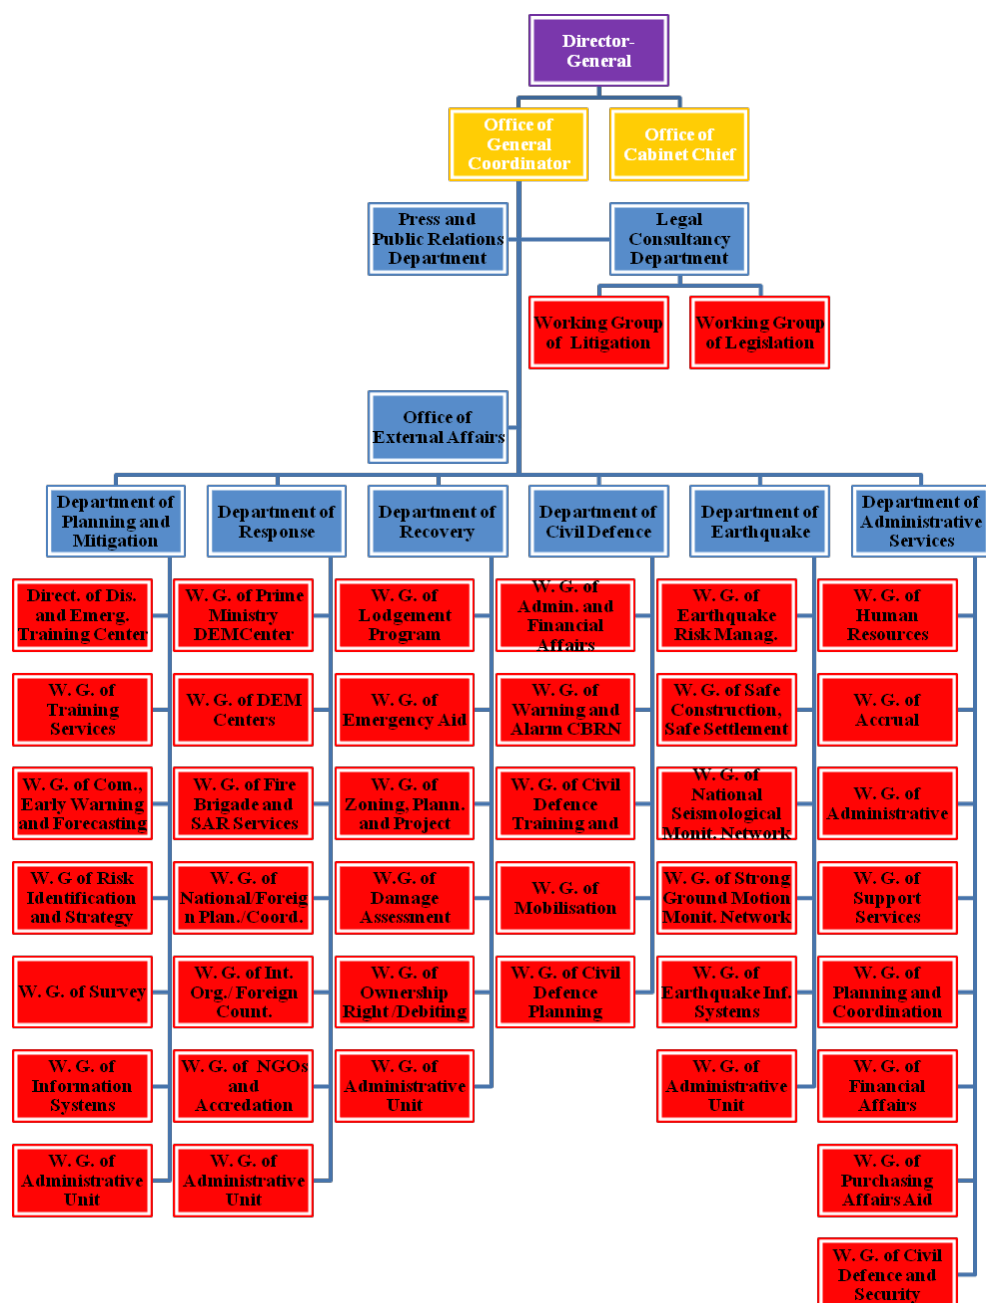 Director-
General
Office of
General
Coordinator
Office of
Cabinet Chief
Press and
Public Relations
Department
Legal
Consultancy
Department
Working Group
of Litigation
Working Group
of Legislation
Office of
External Affairs
Department of
Planning and
Mitigation
Department of
Response
Department of
Recovery
Department of
Civil Defence
Department of
Earthquake
Department of
Administrative
Services
Direct. of Dis.
and Emerg.
Training Center
W. G. of Prime
Ministry
DEMCenter
W. G. of
Lodgement
Program
W. G. of
Admin. and
Financial
Affairs
W. G. of
Earthquake
Risk Manag.
W. G. of
Human
Resources
W. G. of
Training
Services
W. G. of DEM
Centers
W. G. of
Emergency Aid
W. G. of
Warning and
Alarm CBRN
W. G. of Safe
Construction,
Safe Settlement
W. G. of
Accrual
W. G. of Com.,
Early Warning
and Forecasting
W. G. of Fire
Brigade and
SAR Services
W. G. of
Zoning, Plann.
and Project
W. G. of Civil
Defence
Training and
W. G. of
National
Seismological
Monit. Network
W. G. of
Administrative
W. G of Risk
Identification
and Strategy
W. G. of
National/Foreig
n Plan./Coord.
W.G. of
Damage
Assessment
W. G. of
Mobilisation
W. G. of Strong
Ground Motion
Monit. Network
W. G. of
Support
Services
W. G. of Survey
W. G. of Int.
Org./ Foreign
Count.
W. G. of
Ownership
Right /Debiting
W. G. of Civil
Defence
Planning
W. G. of
Earthquake Inf.
Systems
W. G. of
Planning and
Coordination
W. G. of
Information
Systems
W. G. of NGOs
and
Accredation
W. G. of
Administrative
Unit
W. G. of
Administrative
Unit
W. G. of
Financial
Affairs
W. G. of
Administrative
Unit
W. G. of
Administrative
Unit
W. G. of
Purchasing
Affairs Aid
W. G. of Civil
Defence and
Security